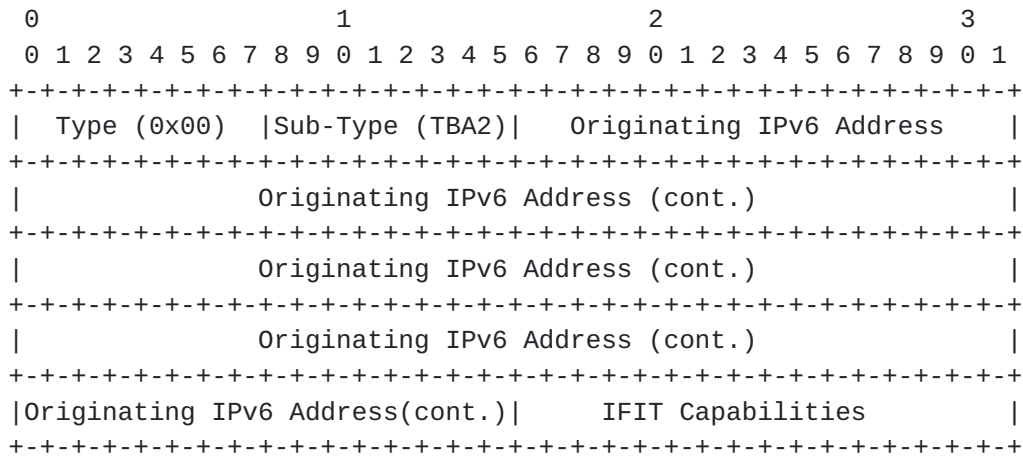 0                   1                   2                   3
 0 1 2 3 4 5 6 7 8 9 0 1 2 3 4 5 6 7 8 9 0 1 2 3 4 5 6 7 8 9 0 1
+-+-+-+-+-+-+-+-+-+-+-+-+-+-+-+-+-+-+-+-+-+-+-+-+-+-+-+-+-+-+-+-+
|  Type (0x00)  |Sub-Type (TBA2)|   Originating IPv6 Address    |
+-+-+-+-+-+-+-+-+-+-+-+-+-+-+-+-+-+-+-+-+-+-+-+-+-+-+-+-+-+-+-+-+
|               Originating IPv6 Address (cont.)                |
+-+-+-+-+-+-+-+-+-+-+-+-+-+-+-+-+-+-+-+-+-+-+-+-+-+-+-+-+-+-+-+-+
|               Originating IPv6 Address (cont.)                |
+-+-+-+-+-+-+-+-+-+-+-+-+-+-+-+-+-+-+-+-+-+-+-+-+-+-+-+-+-+-+-+-+
|               Originating IPv6 Address (cont.)                |
+-+-+-+-+-+-+-+-+-+-+-+-+-+-+-+-+-+-+-+-+-+-+-+-+-+-+-+-+-+-+-+-+
|Originating IPv6 Address(cont.)|     IFIT Capabilities         |
+-+-+-+-+-+-+-+-+-+-+-+-+-+-+-+-+-+-+-+-+-+-+-+-+-+-+-+-+-+-+-+-+